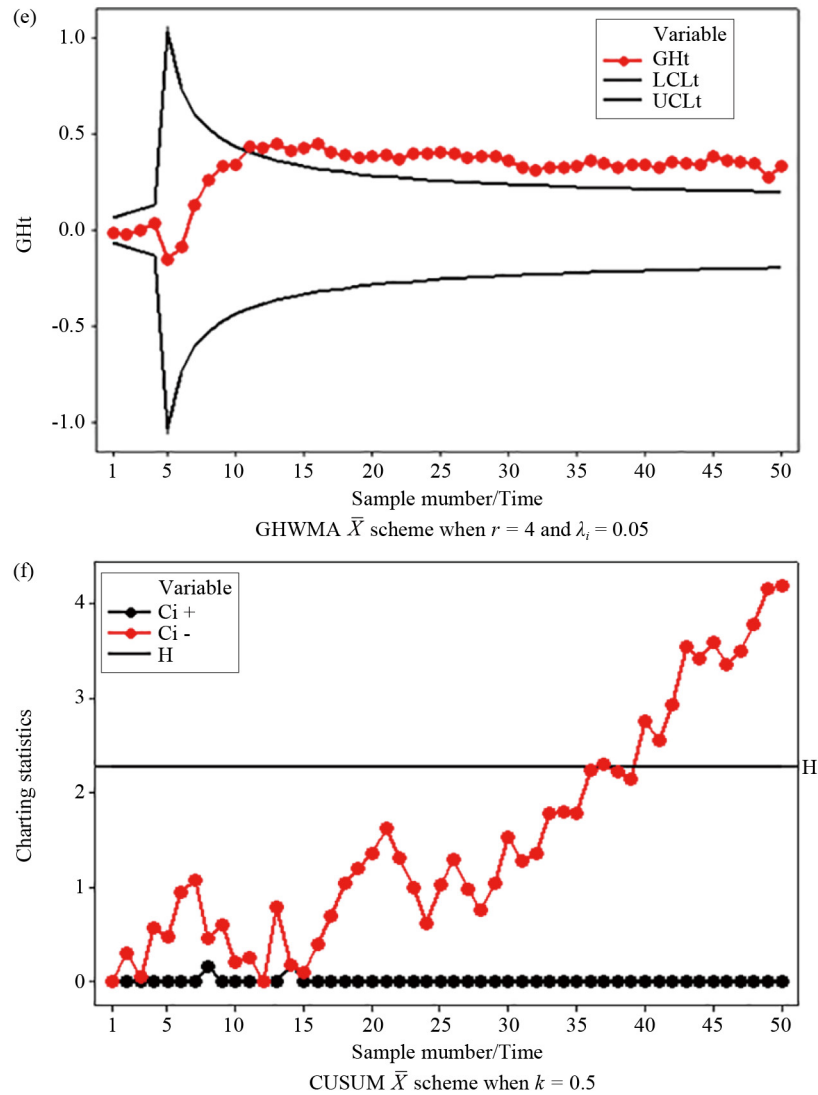 (e)
1.0
0.5
0.0
-0.5
-1.0
GHt
Variable
GHt
LCLt
UCLt
1 5 10 15 20 25 30 35 40 45 50
Sample mumber/Time
GHWMA X̅ scheme when r = 4 and λᵢ = 0.05
(f)
4
3
2
1
0
Charting statistics
Variable
Ci +
Ci -
H
H
1 5 10 15 20 25 30 35 40 45 50
Sample mumber/Time
CUSUM X̅ scheme when k = 0.5